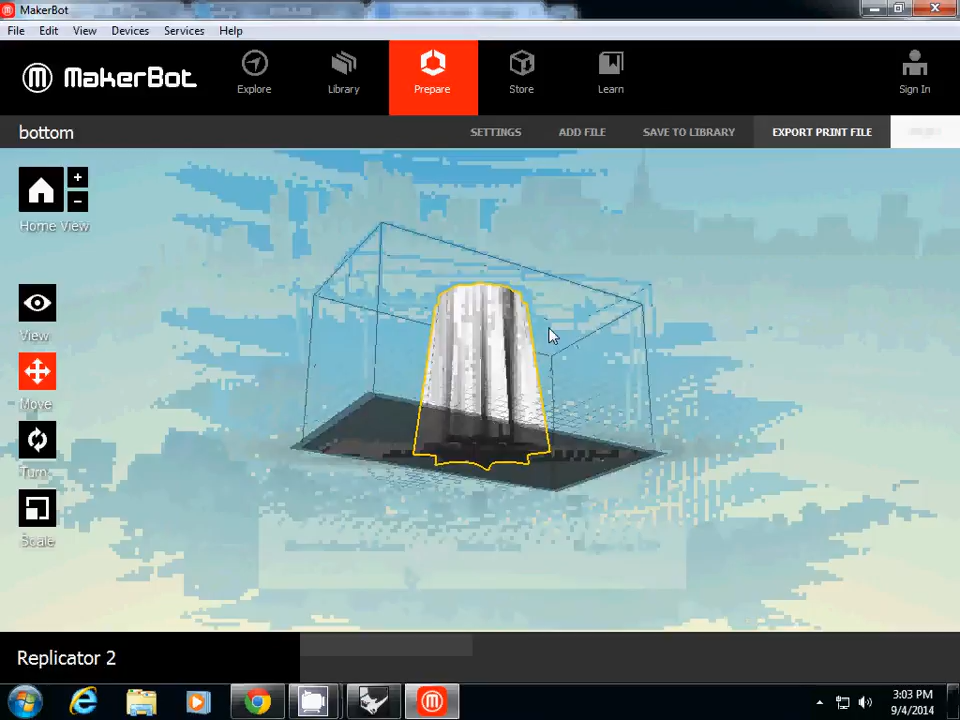 MakerBot
File Edit View Devices Services Help
MakerBot
Explore Library Prepare Store Learn Sign In
bottom SETTINGS ADD FILE SAVE TO LIBRARY EXPORT PRINT FILE
Home View
View
Move
Turn
Scale
Replicator 2
3:03 PM
9/4/2014